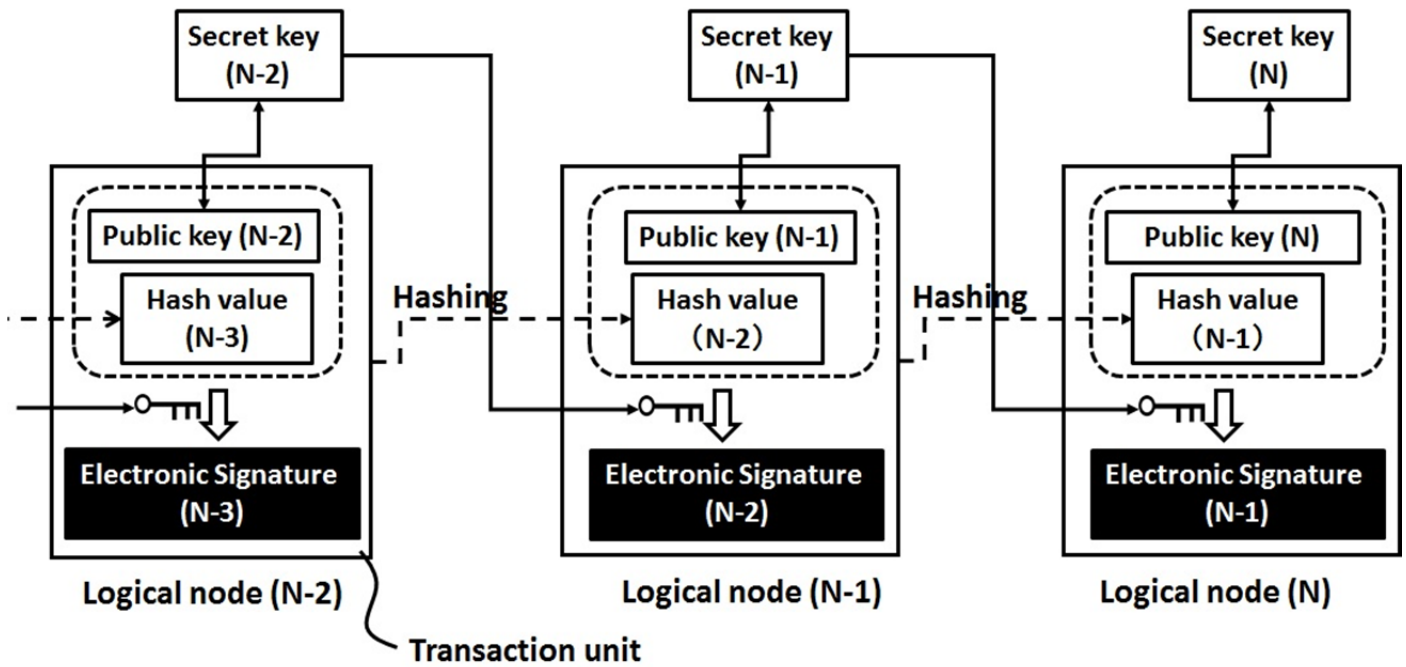 Secret key
(N-2)
Secret key
(N-1)
Secret key
(N)
Public key (N-2)
Hash value
(N-3)
Hashing
Public key (N-1)
Hash value
（N-2）
Hashing
Public key (N)
Hash value
（N-1）
Electronic Signature
(N-3)
Electronic Signature
(N-2)
Electronic Signature
(N-1)
Logical node (N-2)
Logical node (N-1)
Logical node (N)
Transaction unit